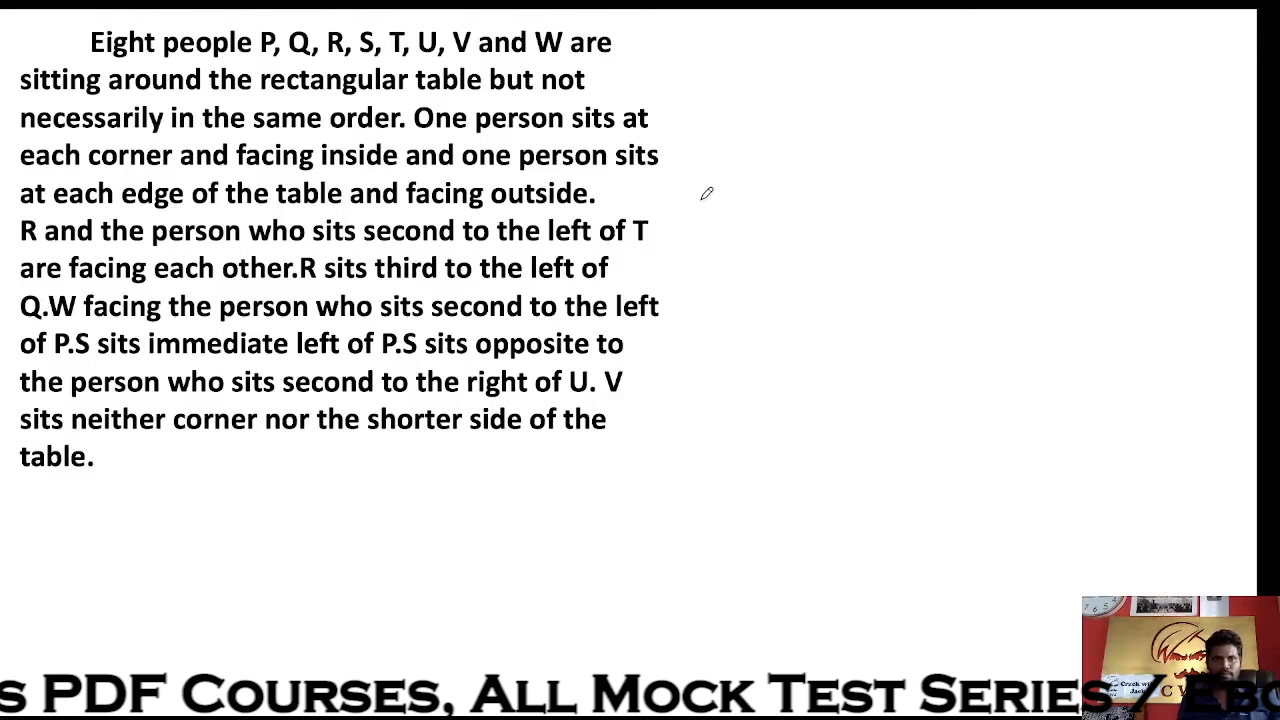 Eight people P, Q, R, S, T, U, V and W are
sitting around the rectangular table but not
necessarily in the same order. One person sits at
each corner and facing inside and one person sits
at each edge of the table and facing outside.
R and the person who sits second to the left of T
are facing each other.R sits third to the left of
Q.W facing the person who sits second to the left
of P.S sits immediate left of P.S sits opposite to
the person who sits second to the right of U. V
sits neither corner nor the shorter side of the
table.
s PDF Courses, All Mock Test Series / Ebo